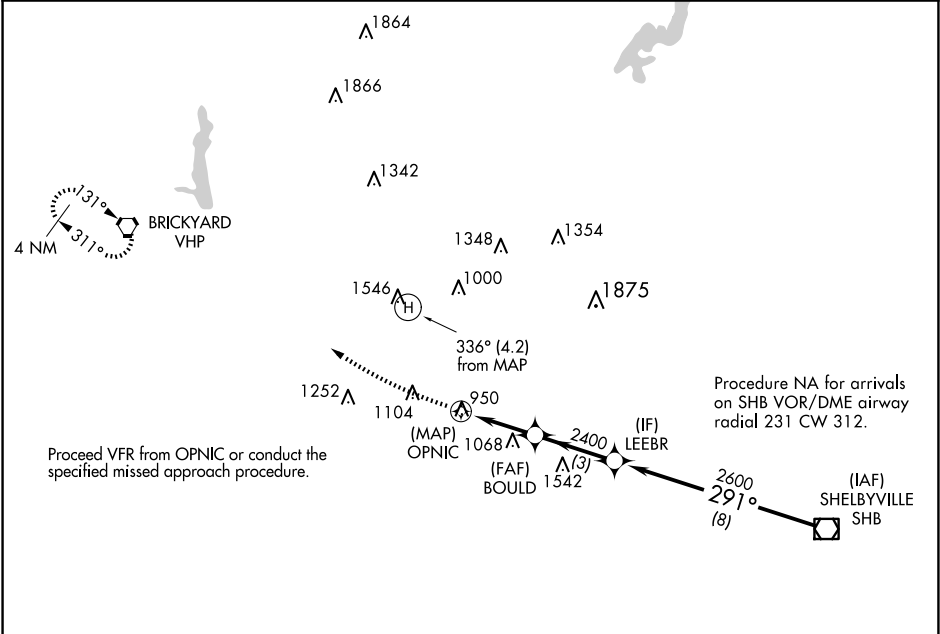 1864
1866
1342
131°
311°
4 NM
BRICKYARD
VHP
1348
1354
1000
1546
H
1875
336° (4.2)
from MAP
1252
1104
950
(MAP)
OPNIC
1068
(FAF)
BOULD
1542
2400
(3)
(IF)
LEEBR
Procedure NA for arrivals
on SHB VOR/DME airway
radial 231 CW 312.
Proceed VFR from OPNIC or conduct the
specified missed approach procedure.
2600
291°
(8)
(IAF)
SHELBYVILLE
SHB